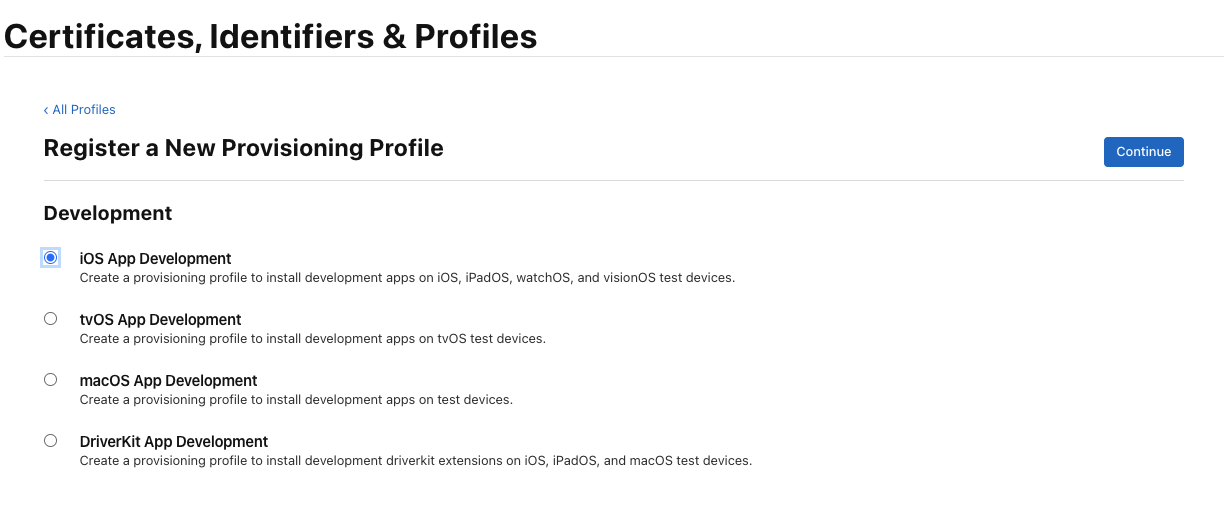 Certificates, Identifiers & Profiles
‹ All Profiles
Register a New Provisioning Profile
Continue
Development
iOS App Development
Create a provisioning profile to install development apps on iOS, iPadOS, watchOS, and visionOS test devices.
tvOS App Development
Create a provisioning profile to install development apps on tvOS test devices.
macOS App Development
Create a provisioning profile to install development apps on test devices.
DriverKit App Development
Create a provisioning profile to install development driverkit extensions on iOS, iPadOS, and macOS test devices.